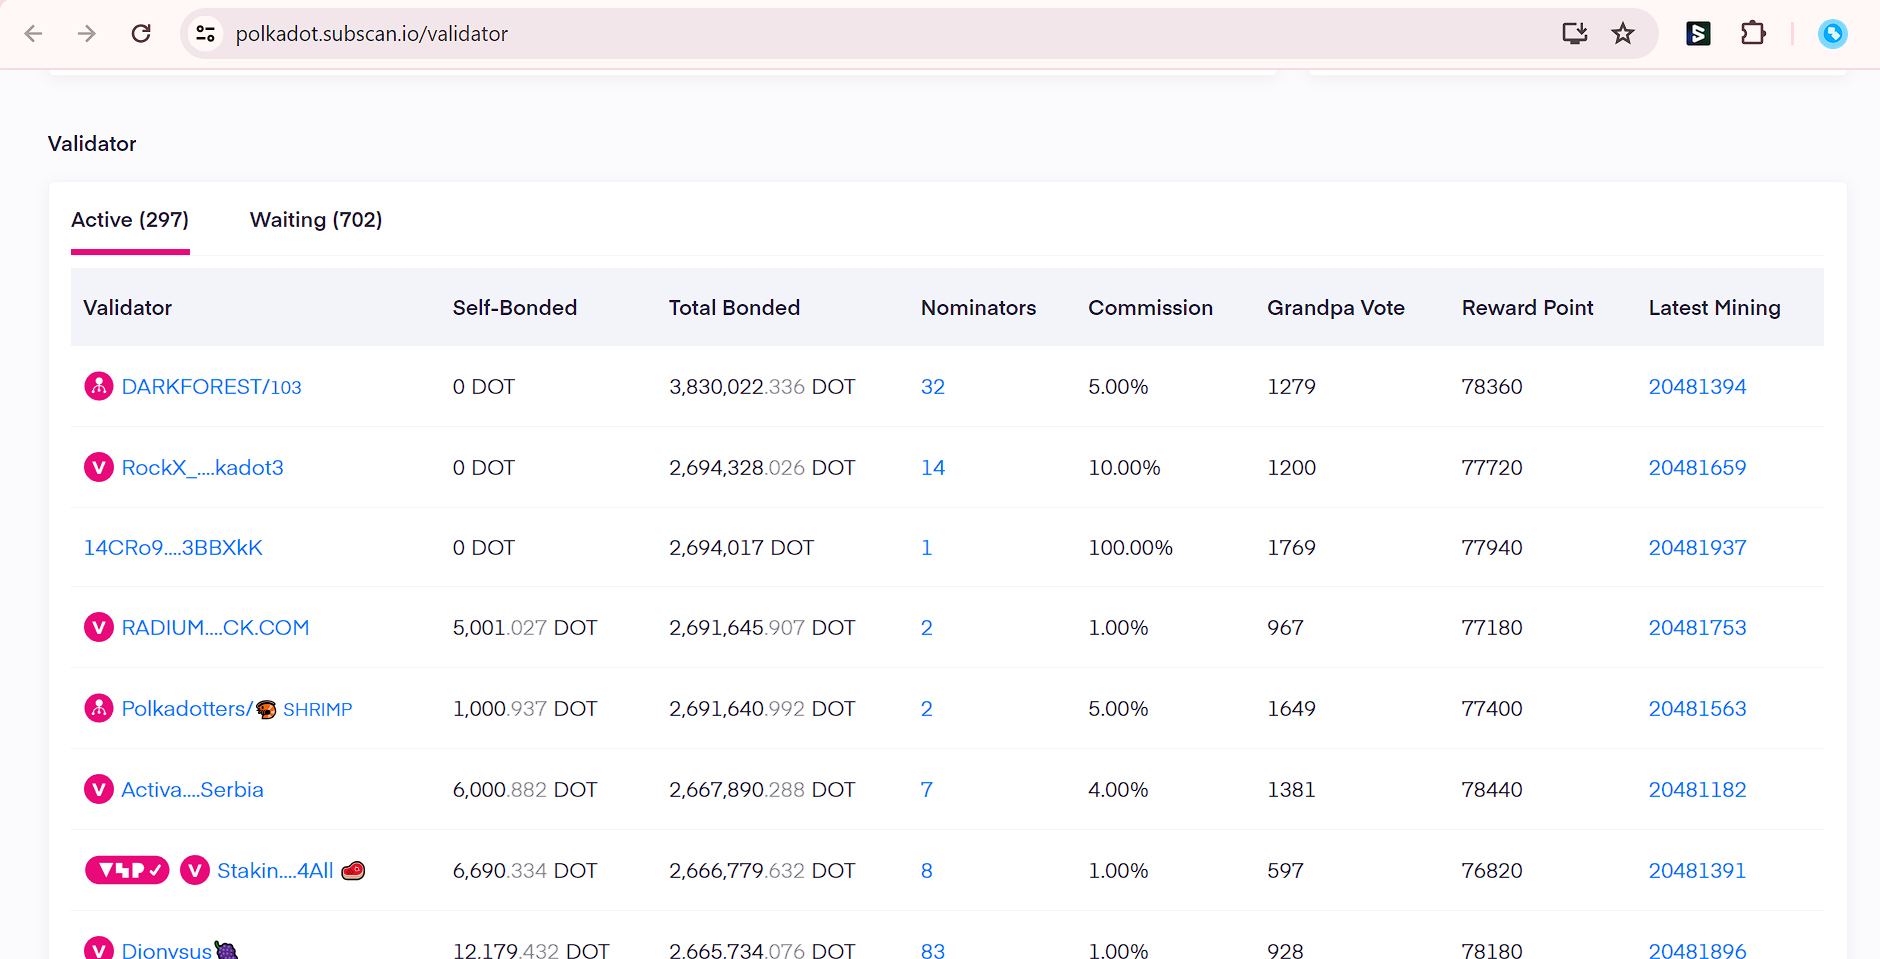 polkadot.subscan.io/validator
Validator
Active (297) Waiting (702)
Validator Self-Bonded Total Bonded Nominators Commission Grandpa Vote Reward Point Latest Mining
DARKFOREST/103 0 DOT 3,830,022.336 DOT 32 5.00% 1279 78360 20481394
V RockX_....kadot3 0 DOT 2,694,328.026 DOT 14 10.00% 1200 77720 20481659
14CRo9....3BBXkK 0 DOT 2,694,017 DOT 1 100.00% 1769 77940 20481937
V RADIUM....CK.COM 5,001.027 DOT 2,691,645.907 DOT 2 1.00% 967 77180 20481753
Polkadotters/🦐 SHRIMP 1,000.937 DOT 2,691,640.992 DOT 2 5.00% 1649 77400 20481563
V Activa....Serbia 6,000.882 DOT 2,667,890.288 DOT 7 4.00% 1381 78440 20481182
V Stakin....4All 🥩 6,690.334 DOT 2,666,779.632 DOT 8 1.00% 597 76820 20481391
V Dionysus🍇 12,179.432 DOT 2,665,734.076 DOT 83 1.00% 928 78180 20481896